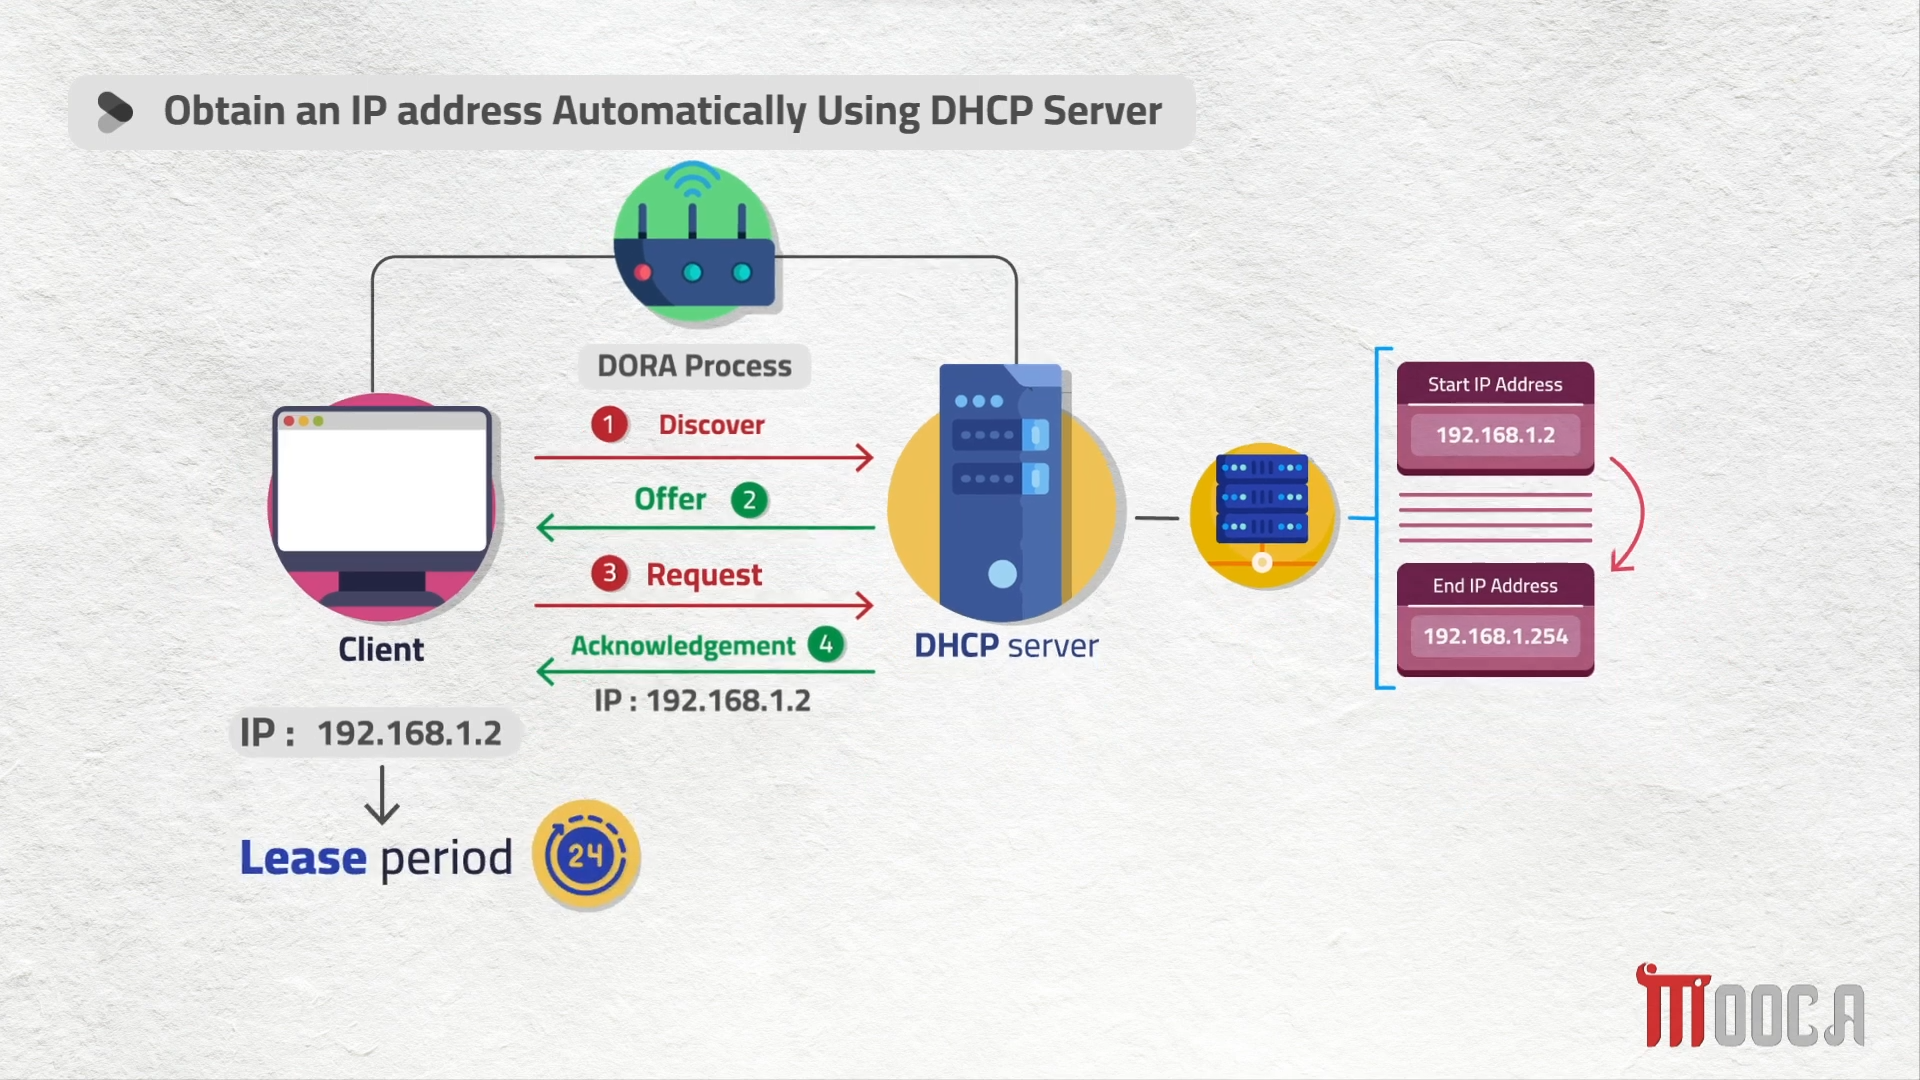 Obtain an IP address Automatically Using DHCP Server
DORA Process
1 Discover
Offer 2
3 Request
Acknowledgement 4
IP : 192.168.1.2
Client
DHCP server
IP : 192.168.1.2
Lease period 24
Start IP Address
192.168.1.2
End IP Address
192.168.1.254
MOOCA